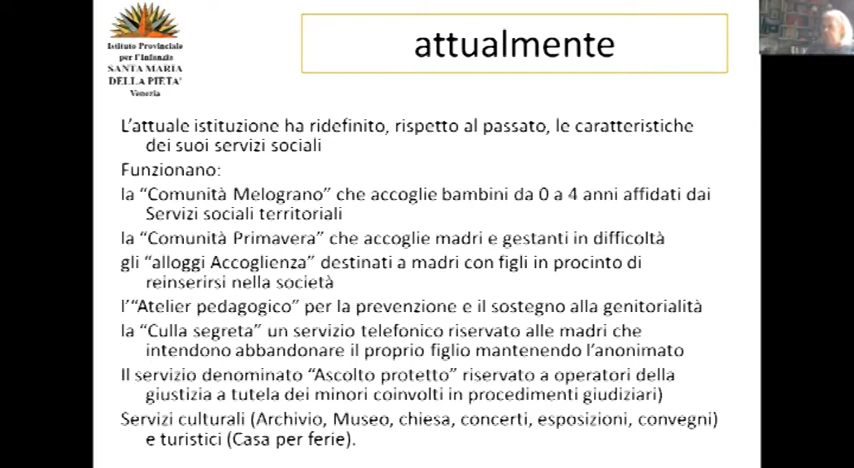 Istituto Provinciale
per l'Infanzia
SANTA MARIA
DELLA PIETA'
Venezia
attualmente
L'attuale istituzione ha ridefinito, rispetto al passato, le caratteristiche
dei suoi servizi sociali
Funzionano:
la “Comunità Melograno” che accoglie bambini da 0 a 4 anni affidati dai
Servizi sociali territoriali
la “Comunità Primavera” che accoglie madri e gestanti in difficoltà
gli “alloggi Accoglienza” destinati a madri con figli in procinto di
reinserirsi nella società
l'“Atelier pedagogico” per la prevenzione e il sostegno alla genitorialità
la “Culla segreta” un servizio telefonico riservato alle madri che
intendono abbandonare il proprio figlio mantenendo l'anonimato
Il servizio denominato “Ascolto protetto” riservato a operatori della
giustizia a tutela dei minori coinvolti in procedimenti giudiziari)
Servizi culturali (Archivio, Museo, chiesa, concerti, esposizioni, convegni)
e turistici (Casa per ferie).